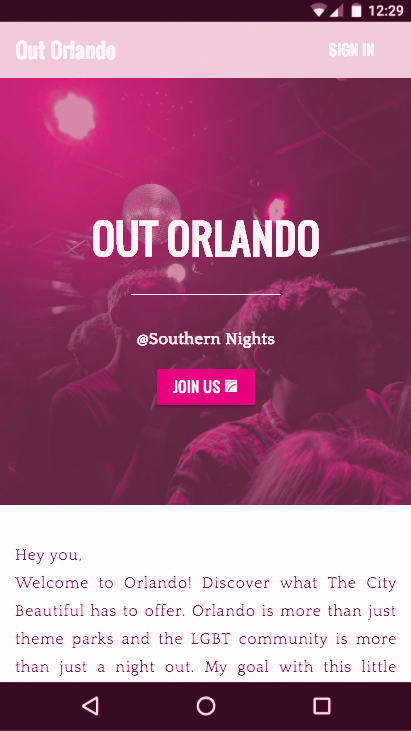 12:29
Out Orlando
SIGN IN
OUT ORLANDO
@Southern Nights
JOIN US
Hey you,
Welcome to Orlando! Discover what The City
Beautiful has to offer. Orlando is more than just
theme parks and the LGBT community is more
than just a night out. My goal with this little